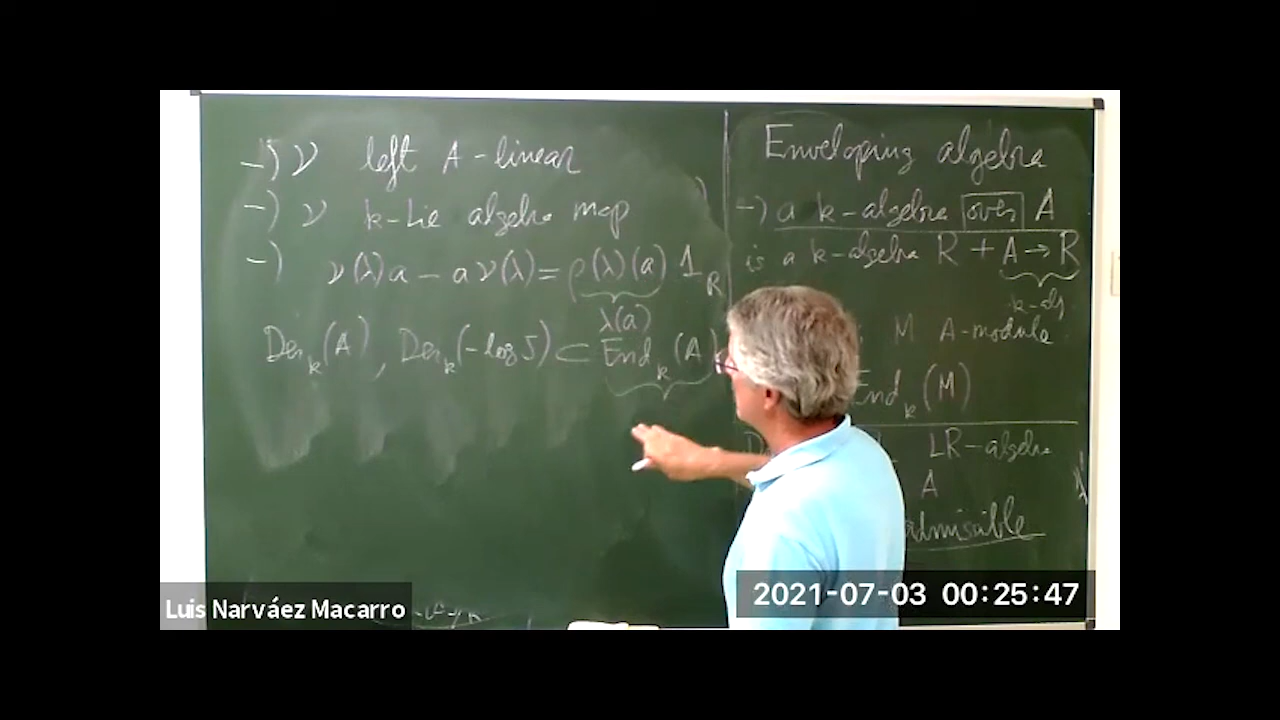 -) ν left A-linear
-) ν k-Lie algebra map
-) ν(λ)a - aν(λ) = ρ(λ)(a) 1_R
λ(a)
Der_k(A), Der_k(-log J) ⊂ End_k(A)
Enveloping algebra
-) a k-algebra over A
is a k-algebra R + A → R
k-alg
M A-module
End_k(M)
LR-algebra
A
admisible
Luis Narváez Macarro
2021-07-03 00:25:47